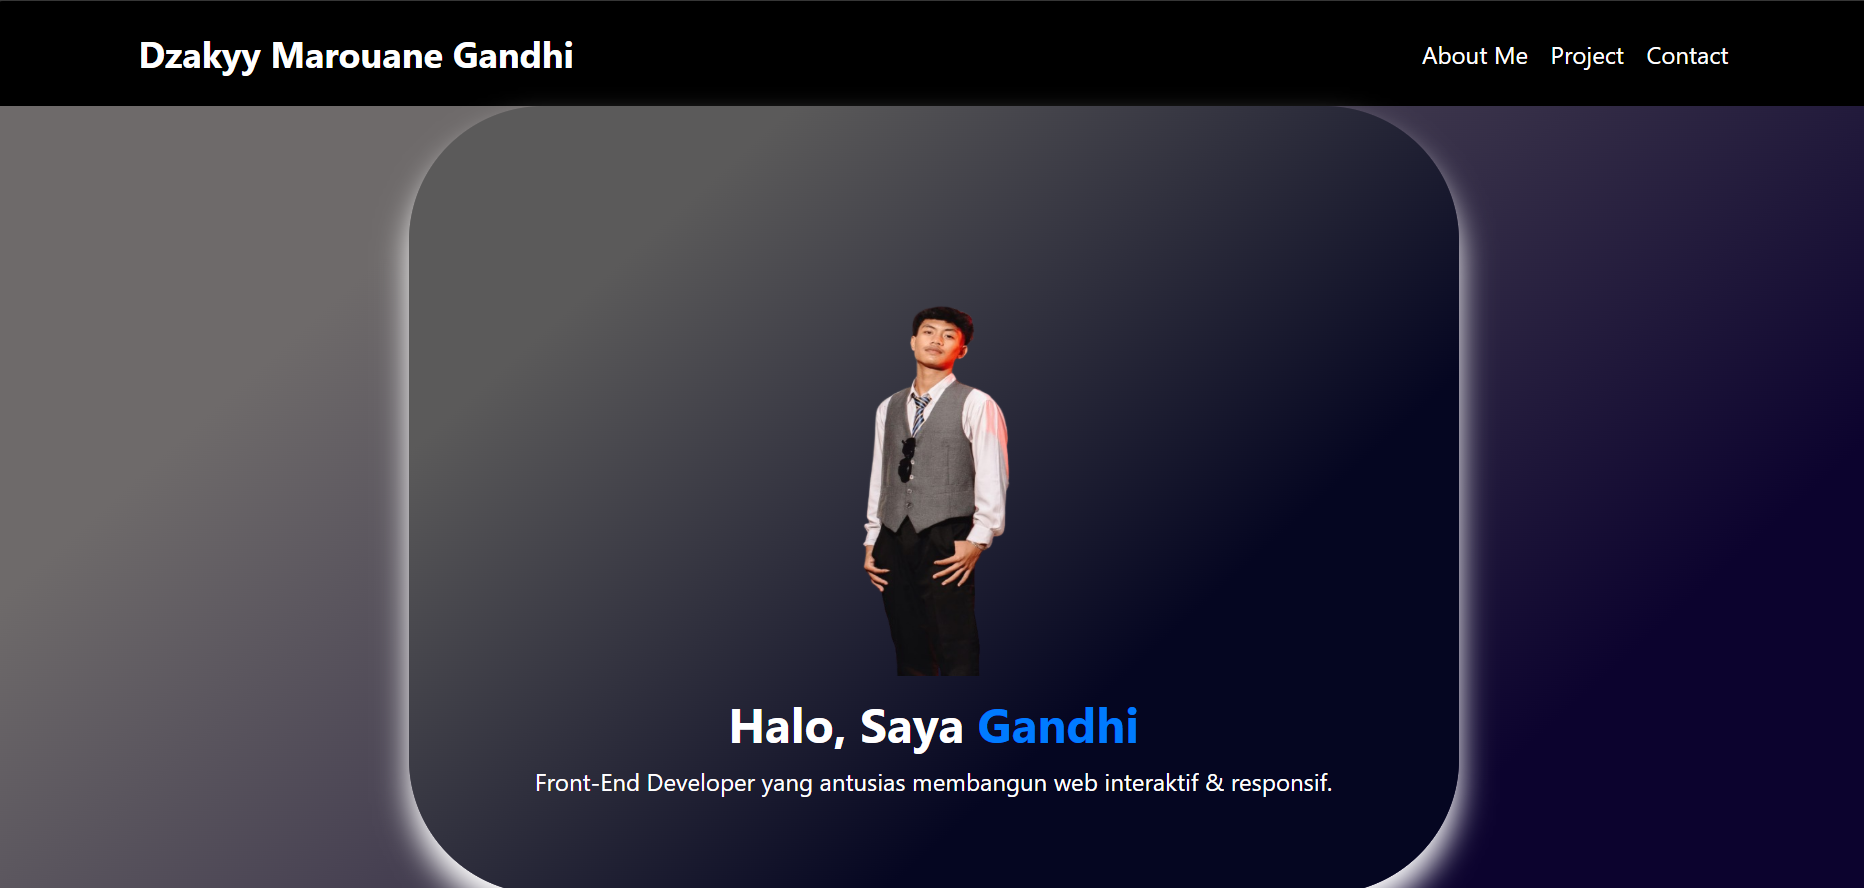 Dzakyy Marouane Gandhi
About Me Project Contact
Halo, Saya Gandhi
Front-End Developer yang antusias membangun web interaktif & responsif.